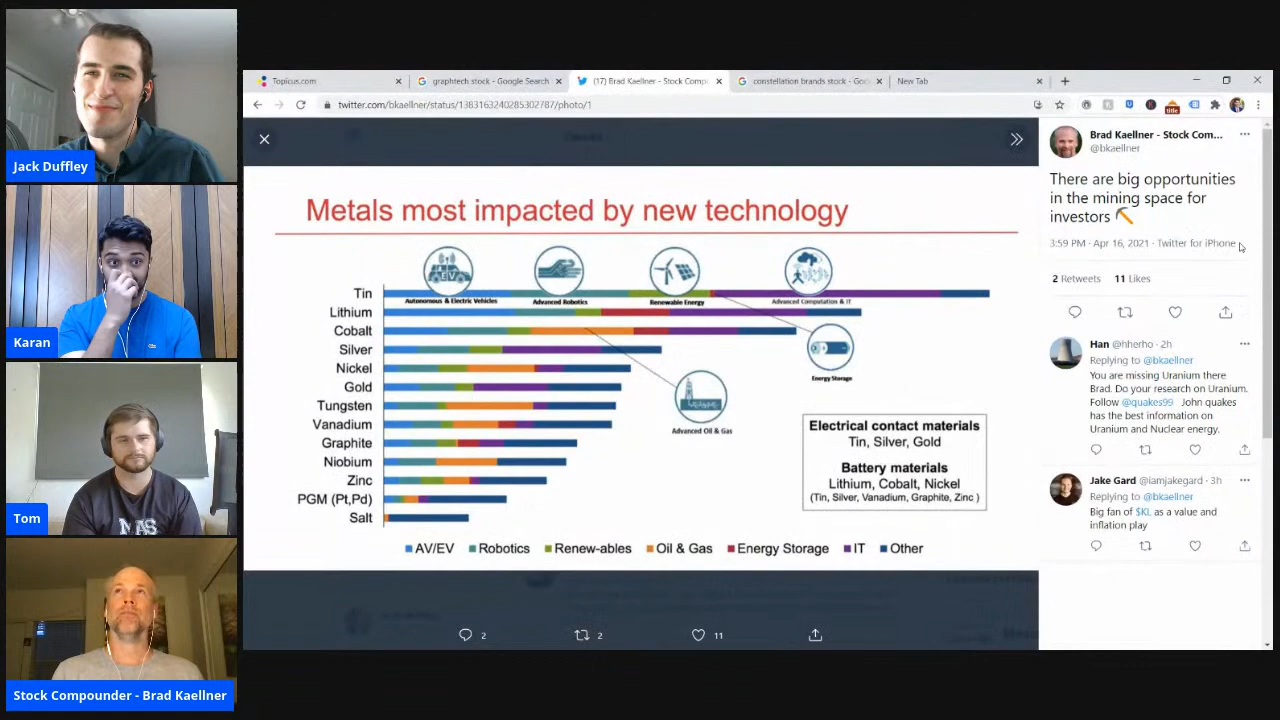 Jack Duffley
Karan
Tom
MAS
Stock Compounder - Brad Kaellner
Topicus.com
graphtech stock - Google Search
(17) Brad Kaellner - Stock Comp
constellation brands stock - Goo
New Tab
twitter.com/bkaellner/status/1383163240285302787/photo/1
title
Metals most impacted by new technology
EV
Autonomous & Electric Vehicles
Advanced Robotics
Renewable Energy
Advanced Computation & IT
Energy Storage
Advanced Oil & Gas
Tin
Lithium
Cobalt
Silver
Nickel
Gold
Tungsten
Vanadium
Graphite
Niobium
Zinc
PGM (Pt,Pd)
Salt
Electrical contact materials
Tin, Silver, Gold
Battery materials
Lithium, Cobalt, Nickel
(Tin, Silver, Vanadium, Graphite, Zinc )
AV/EV Robotics Renew-ables Oil & Gas Energy Storage IT Other
2 2 11
Brad Kaellner - Stock Com...
@bkaellner
There are big opportunities
in the mining space for
investors
3:59 PM · Apr 16, 2021 · Twitter for iPhone
2 Retweets 11 Likes
Han @hherho · 2h
Replying to @bkaellner
You are missing Uranium there
Brad. Do your research on Uranium.
Follow @quakes99 John quakes
has the best information on
Uranium and Nuclear energy.
Jake Gard @iamjakegard · 3h
Replying to @bkaellner
Big fan of $KL as a value and
inflation play